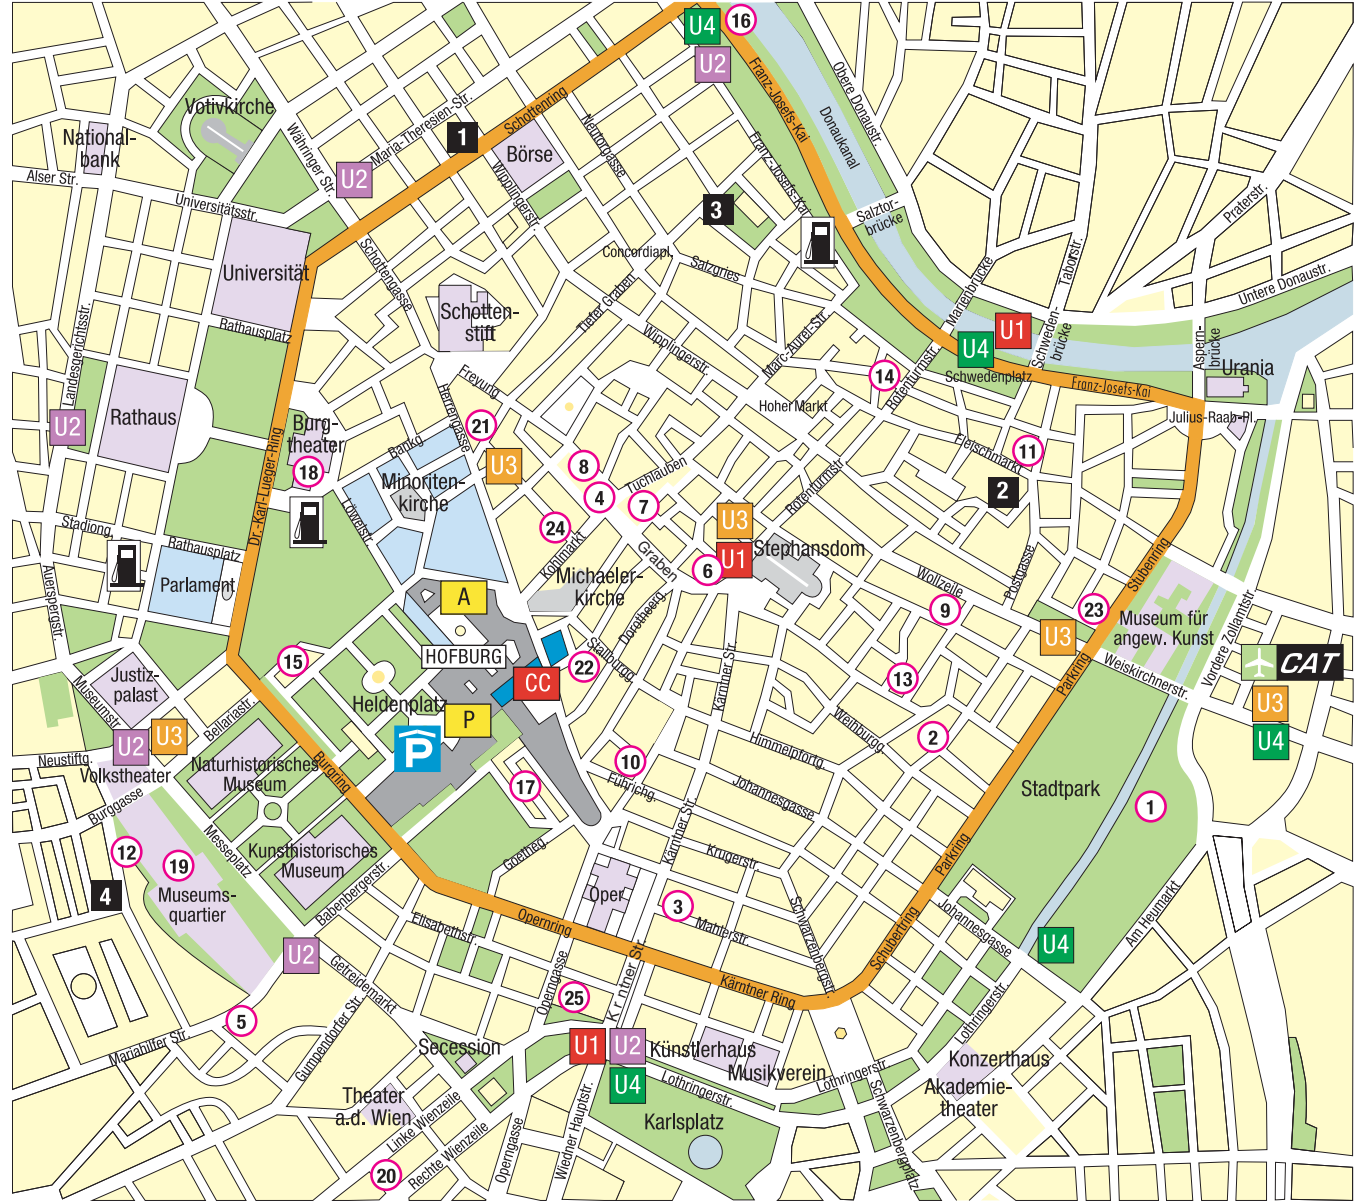 U4
16
U2
Votivkirche
National-
bank
Alser Str.
Währinger Str.
Maria-Theresien-Str.
1
Schottenring
Börse
Neutorgasse
Franz-Josefs-Kai
Franz-Josefs-Kai
Donaukanal
Obere Donaustr.
U2
Universitätsstr.
Wipplingerstr.
3
Salztor-
brücke
Praterstr.
Universität
Schottengasse
Concordiapl.
Salzgries
Marienbrücke
Taborstr.
Untere Donaustr.
Rathausplatz
Schotten-
stift
Tiefer Graben
Wipplingerstr.
Marc-Aurel-Str.
U1
U4
Schweden-
brücke
Aspern-
brücke
Urania
Landesgerichtsstr.
Rathaus
Freyung
14
Rotenturmstr.
Schwedenplatz
Franz-Josefs-Kai
Julius-Raab-Pl.
U2
Burg-
theater
18
Herrengasse
21
Hoher Markt
Fleischmarkt
11
Bankg
U3
8
Tuchlauben
Minoriten-
kirche
4
7
Rotenturmstr
2
Stadiong.
Dr.-Karl-Lueger-Ring
Löwelstr.
24
Kohlmarkt
U3
U1
Stephansdom
Graben
6
Rathausplatz
Parlament
Auerspergstr.
Michaeler-
kirche
Wollzeile
9
Postgasse
23
Stubenring
A
Dorotheerg.
Museum für
angew. Kunst
Vordere Zollamtstr.
U3
HOFBURG
Stallburgg.
22
Kärntner Str.
Weiskirchnerstr.
CAT
15
Justiz-
palast
CC
13
Parkring
U3
Museumstr.
Heldenplatz
P
P
Weihburgg
2
U4
Bellariastr.
U2
U3
Neustiftg.
Volkstheater
Naturhistorisches
Museum
Burgring
10
Himmelpfortg.
Johannesgasse
Führichg.
17
Stadtpark
1
Burggasse
Messeplatz
Kunsthistorisches
Museum
Goetheg.
Kärntner Str.
Krugerstr.
Parkring
12
19
Museums-
quartier
4
Babenbergerstr.
Oper
3
Mahlerstr.
Schwarzenbergstr.
Johannesgasse
Am Heumarkt
Elisabethstr.
Opernring
Schubertring
U4
U2
Getreidemarkt
Operngasse
K r ntner Str.
Kärntner Ring
Lothringerstr.
5
25
Mariahilfer Str.
Gumpendorfer Str.
Secession
U1
U2
Künstlerhaus
Musikverein
Konzerthaus
U4
Lothringerstr.
Lothringerstr.
Akademie-
theater
Theater
a.d. Wien
Linke Wienzeile
Rechte Wienzeile
Operngasse
Wiedner Hauptstr.
Karlsplatz
Schwarzenbergplatz
20